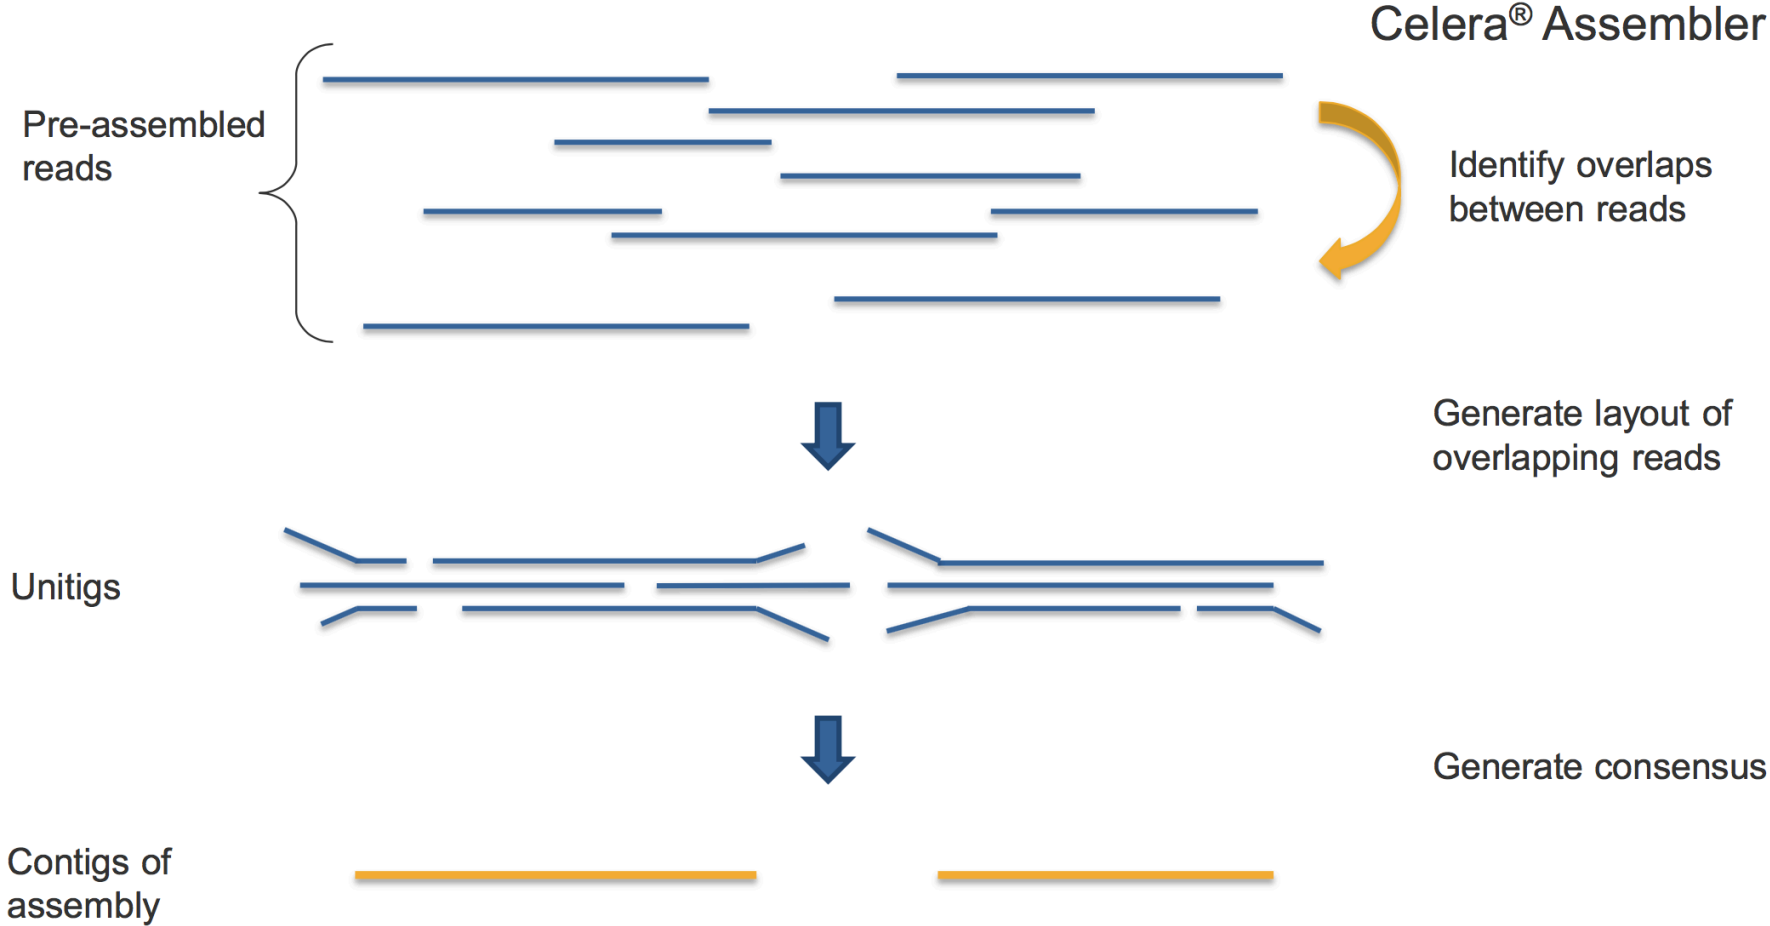 Celera® Assembler
Pre-assembled
reads
Identify overlaps
between reads
Generate layout of
overlapping reads
Unitigs
Generate consensus
Contigs of
assembly